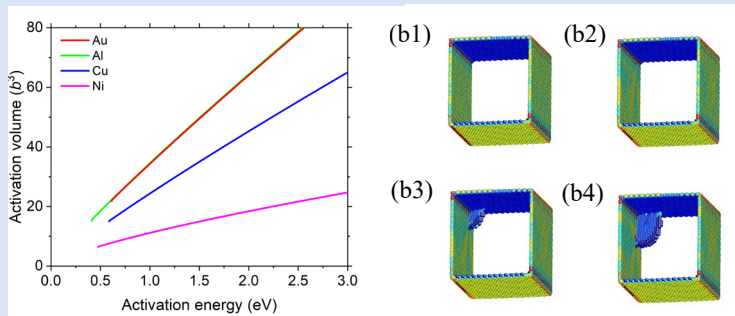 80
60
40
20
0
Activation volume (b³)
Au
Al
Cu
Ni
0.0 0.5 1.0 1.5 2.0 2.5 3.0
Activation energy (eV)
(b1) (b2)
(b3) (b4)